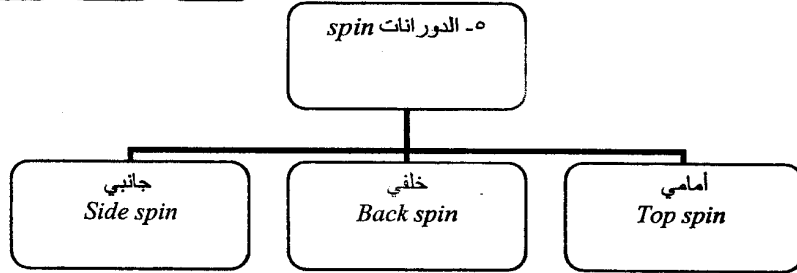 ٥- الدورانات spin
أمامي
Top spin
خلفي
Back spin
جانبي
Side spin